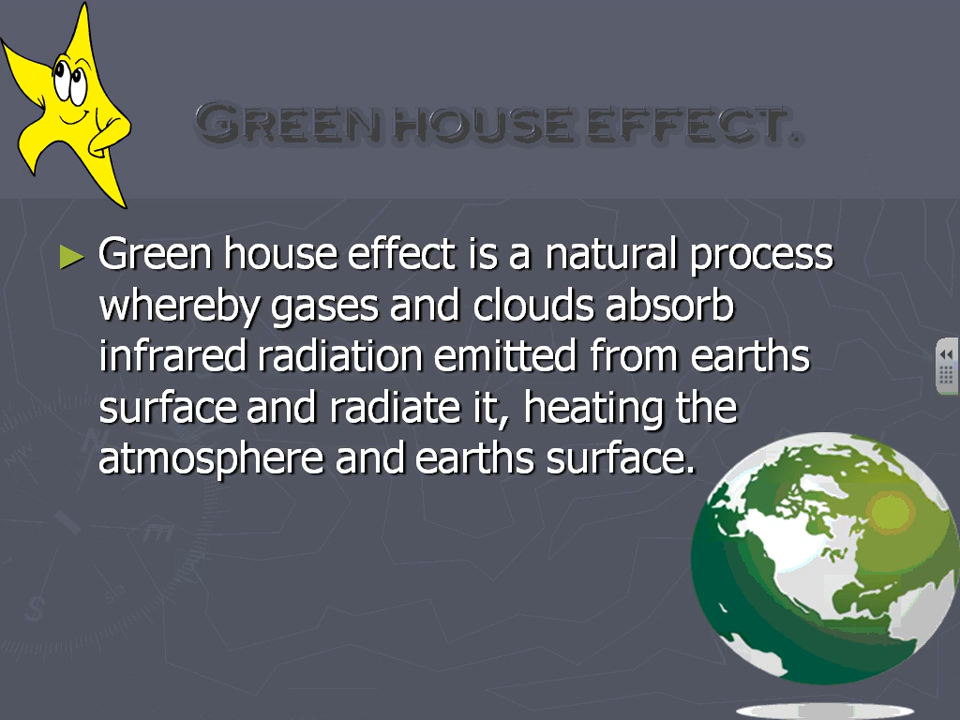 GREEN HOUSE EFFECT.
► Green house effect is a natural process
whereby gases and clouds absorb
infrared radiation emitted from earths
surface and radiate it, heating the
atmosphere and earths surface.
N
E
S